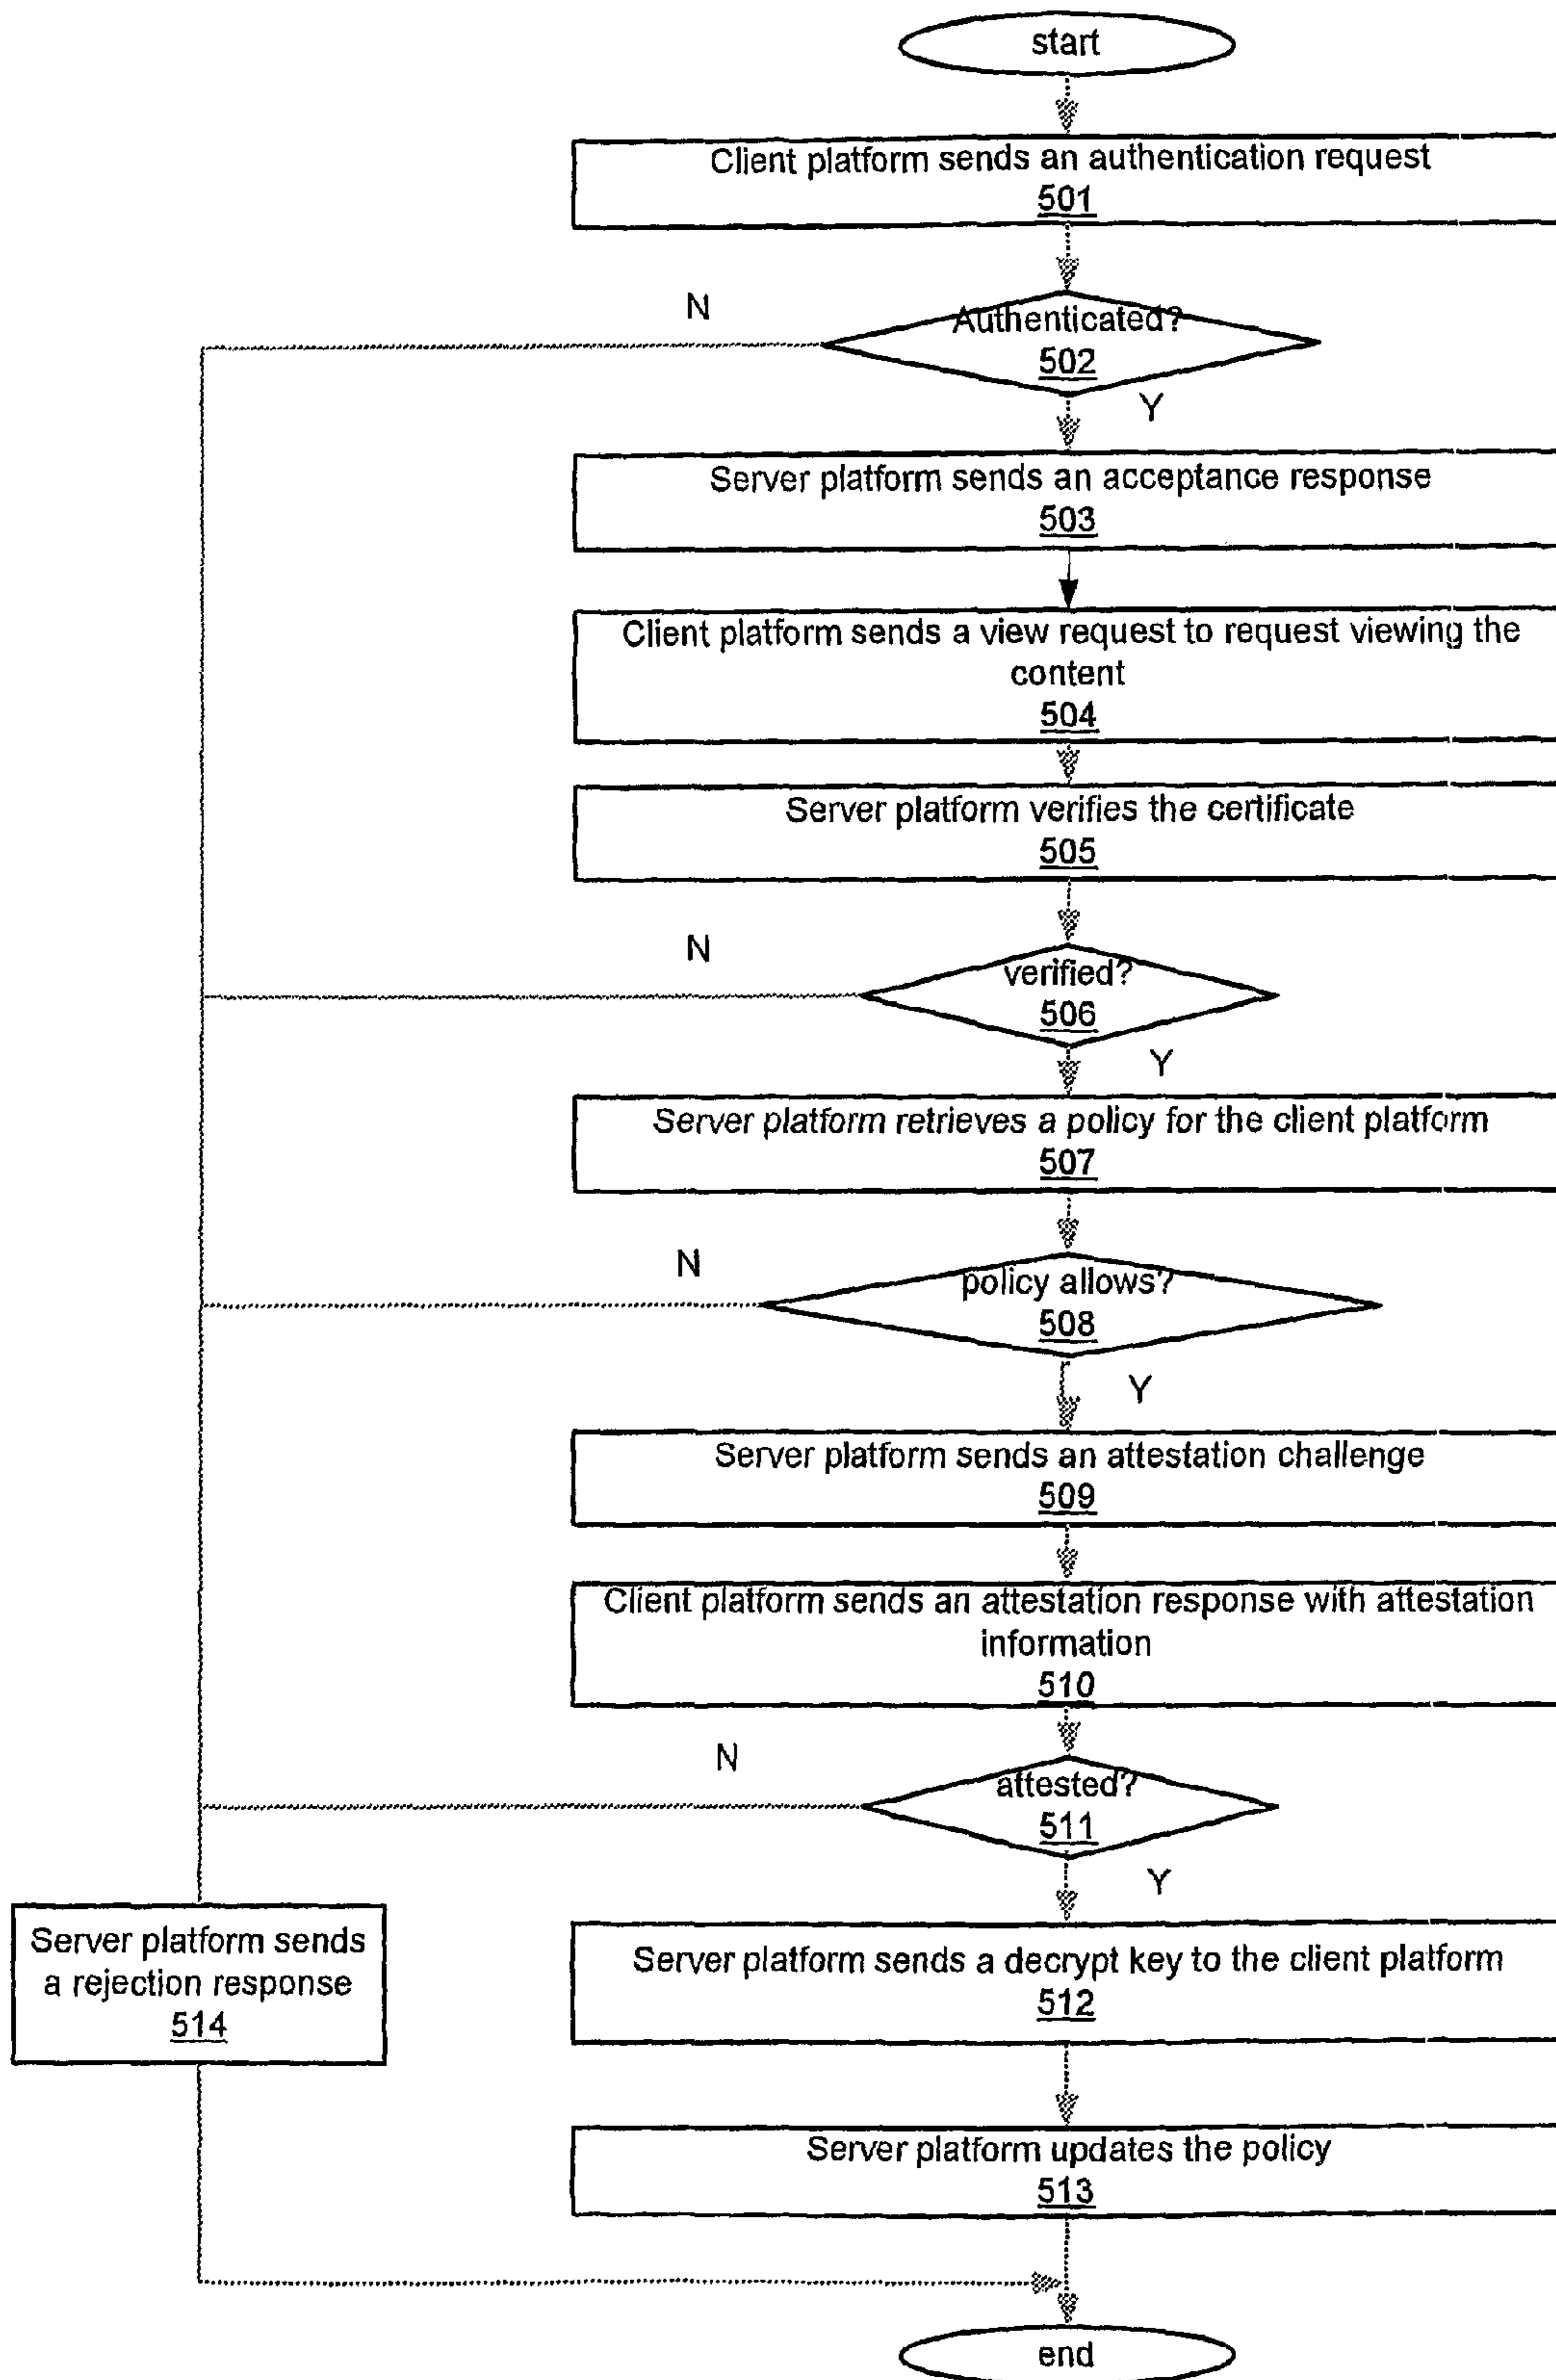 start
Client platform sends an authentication request
501
N
Authenticated?
502
Y
Server platform sends an acceptance response
503
Client platform sends a view request to request viewing the
content
504
Server platform verifies the certificate
505
N
verified?
506
Y
Server platform retrieves a policy for the client platform
507
N
policy allows?
508
Y
Server platform sends an attestation challenge
509
Client platform sends an attestation response with attestation
information
510
N
attested?
511
Y
Server platform sends
a rejection response
514
Server platform sends a decrypt key to the client platform
512
Server platform updates the policy
513
end